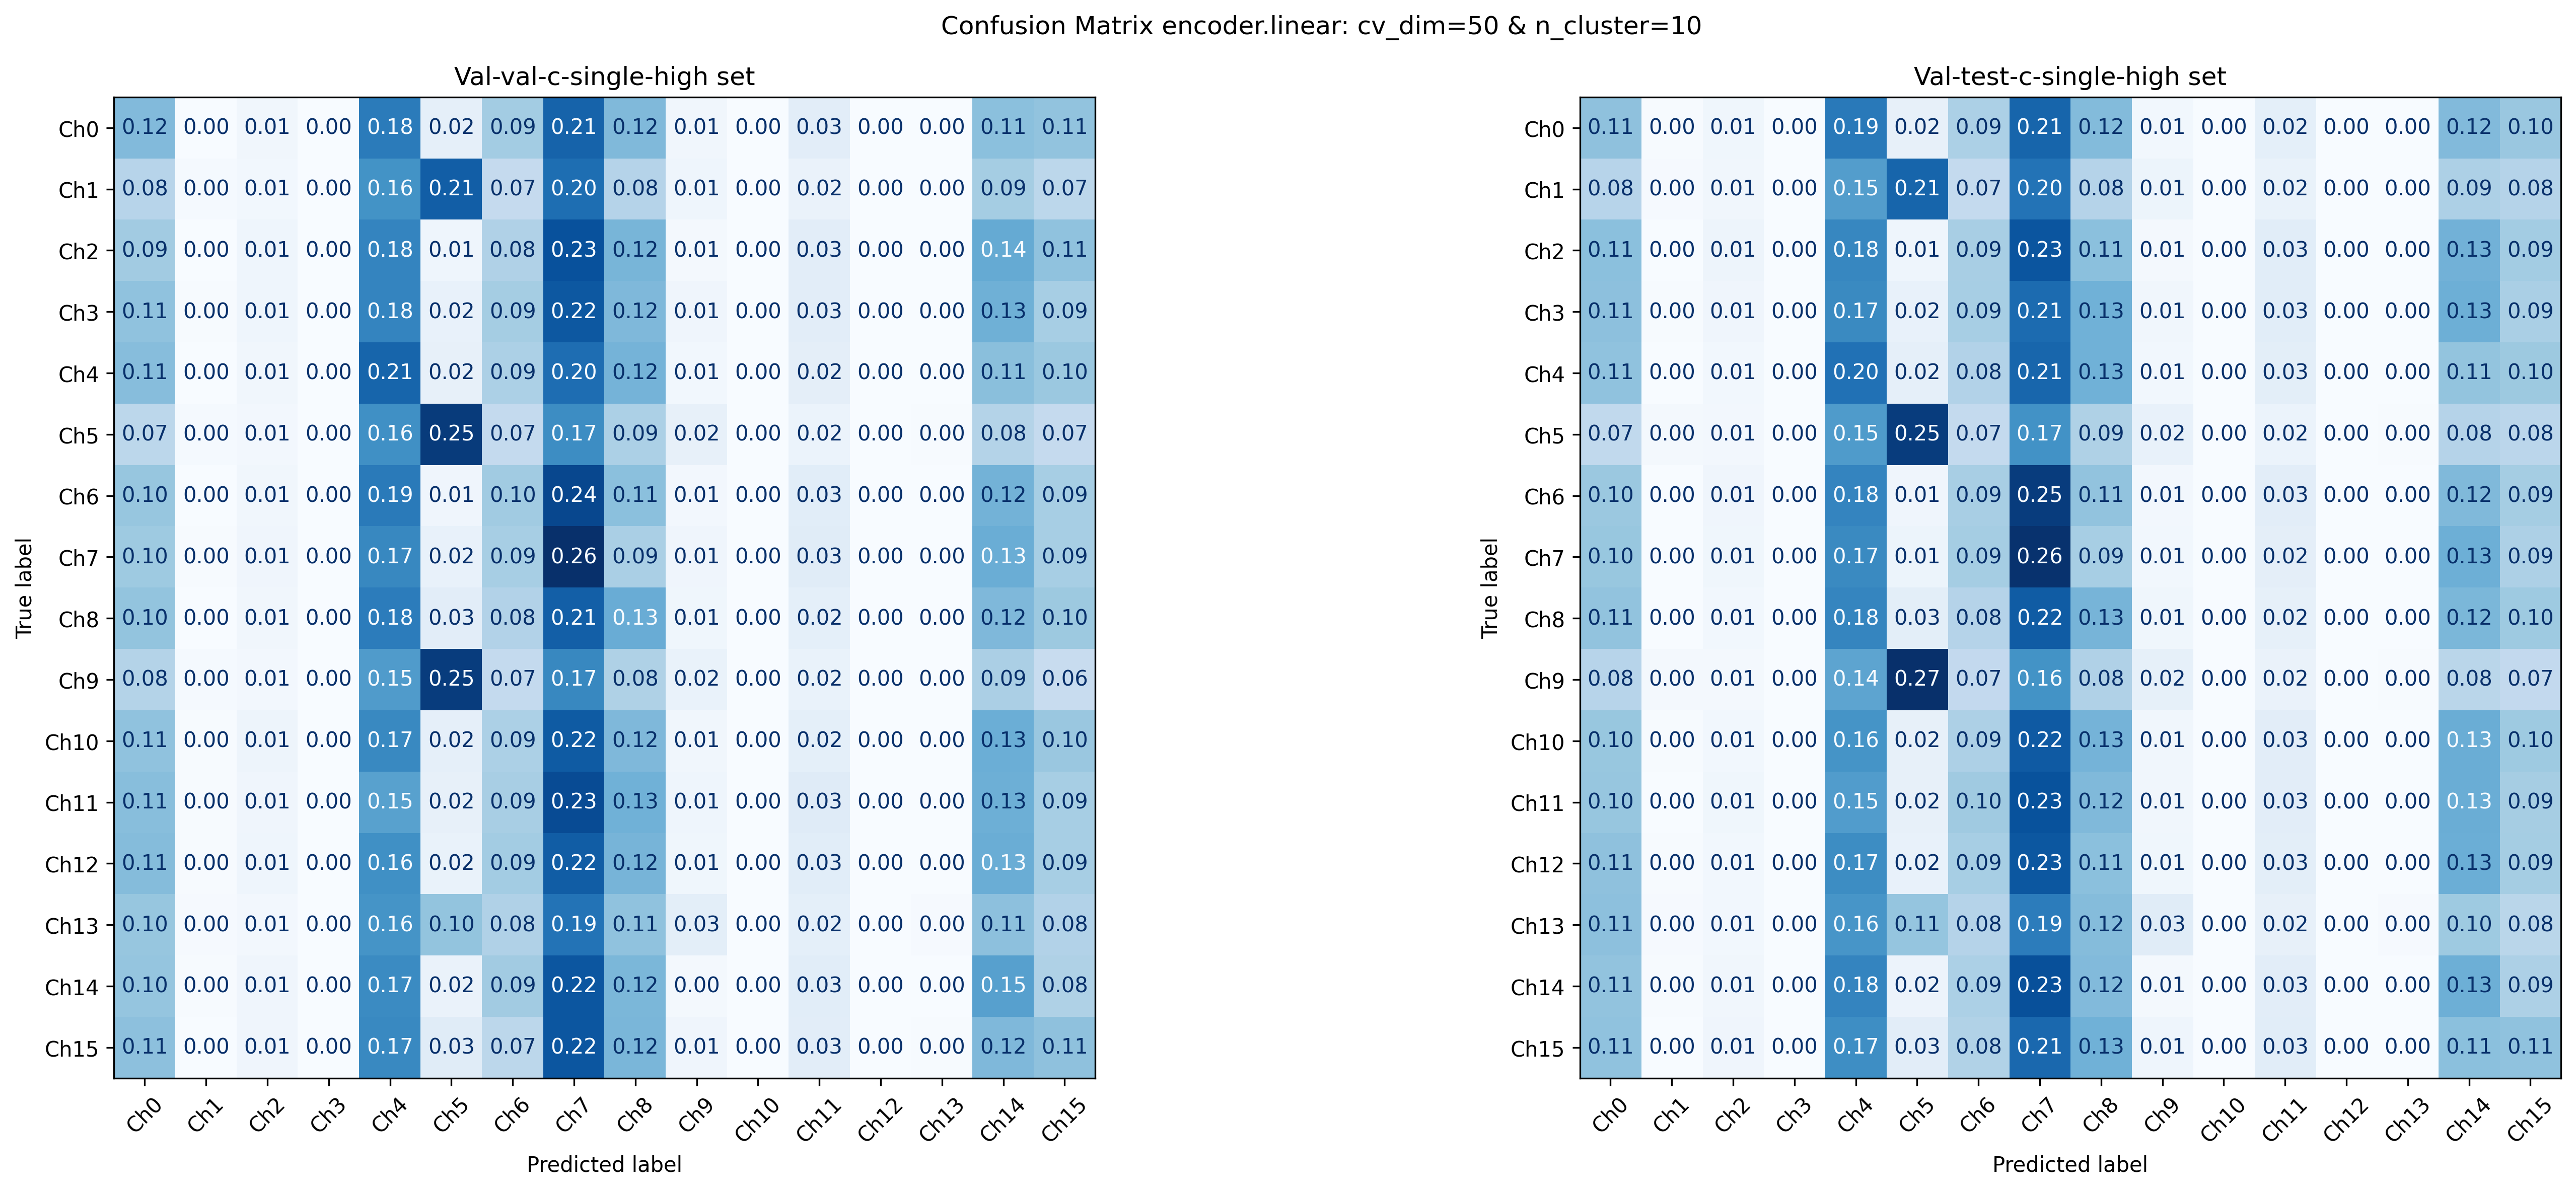 Confusion Matrix encoder.linear: cv_dim=50 & n_cluster=10
Val-val-c-single-high set
True label
Ch0 0.12 0.00 0.01 0.00 0.18 0.02 0.09 0.21 0.12 0.01 0.00 0.03 0.00 0.00 0.11 0.11
Ch1 0.08 0.00 0.01 0.00 0.16 0.21 0.07 0.20 0.08 0.01 0.00 0.02 0.00 0.00 0.09 0.07
Ch2 0.09 0.00 0.01 0.00 0.18 0.01 0.08 0.23 0.12 0.01 0.00 0.03 0.00 0.00 0.14 0.11
Ch3 0.11 0.00 0.01 0.00 0.18 0.02 0.09 0.22 0.12 0.01 0.00 0.03 0.00 0.00 0.13 0.09
Ch4 0.11 0.00 0.01 0.00 0.21 0.02 0.09 0.20 0.12 0.01 0.00 0.02 0.00 0.00 0.11 0.10
Ch5 0.07 0.00 0.01 0.00 0.16 0.25 0.07 0.17 0.09 0.02 0.00 0.02 0.00 0.00 0.08 0.07
Ch6 0.10 0.00 0.01 0.00 0.19 0.01 0.10 0.24 0.11 0.01 0.00 0.03 0.00 0.00 0.12 0.09
Ch7 0.10 0.00 0.01 0.00 0.17 0.02 0.09 0.26 0.09 0.01 0.00 0.03 0.00 0.00 0.13 0.09
Ch8 0.10 0.00 0.01 0.00 0.18 0.03 0.08 0.21 0.13 0.01 0.00 0.02 0.00 0.00 0.12 0.10
Ch9 0.08 0.00 0.01 0.00 0.15 0.25 0.07 0.17 0.08 0.02 0.00 0.02 0.00 0.00 0.09 0.06
Ch10 0.11 0.00 0.01 0.00 0.17 0.02 0.09 0.22 0.12 0.01 0.00 0.02 0.00 0.00 0.13 0.10
Ch11 0.11 0.00 0.01 0.00 0.15 0.02 0.09 0.23 0.13 0.01 0.00 0.03 0.00 0.00 0.13 0.09
Ch12 0.11 0.00 0.01 0.00 0.16 0.02 0.09 0.22 0.12 0.01 0.00 0.03 0.00 0.00 0.13 0.09
Ch13 0.10 0.00 0.01 0.00 0.16 0.10 0.08 0.19 0.11 0.03 0.00 0.02 0.00 0.00 0.11 0.08
Ch14 0.10 0.00 0.01 0.00 0.17 0.02 0.09 0.22 0.12 0.00 0.00 0.03 0.00 0.00 0.15 0.08
Ch15 0.11 0.00 0.01 0.00 0.17 0.03 0.07 0.22 0.12 0.01 0.00 0.03 0.00 0.00 0.12 0.11
Ch0 Ch1 Ch2 Ch3 Ch4 Ch5 Ch6 Ch7 Ch8 Ch9 Ch10 Ch11 Ch12 Ch13 Ch14 Ch15
Predicted label
Val-test-c-single-high set
True label
Ch0 0.11 0.00 0.01 0.00 0.19 0.02 0.09 0.21 0.12 0.01 0.00 0.02 0.00 0.00 0.12 0.10
Ch1 0.08 0.00 0.01 0.00 0.15 0.21 0.07 0.20 0.08 0.01 0.00 0.02 0.00 0.00 0.09 0.08
Ch2 0.11 0.00 0.01 0.00 0.18 0.01 0.09 0.23 0.11 0.01 0.00 0.03 0.00 0.00 0.13 0.09
Ch3 0.11 0.00 0.01 0.00 0.17 0.02 0.09 0.21 0.13 0.01 0.00 0.03 0.00 0.00 0.13 0.09
Ch4 0.11 0.00 0.01 0.00 0.20 0.02 0.08 0.21 0.13 0.01 0.00 0.03 0.00 0.00 0.11 0.10
Ch5 0.07 0.00 0.01 0.00 0.15 0.25 0.07 0.17 0.09 0.02 0.00 0.02 0.00 0.00 0.08 0.08
Ch6 0.10 0.00 0.01 0.00 0.18 0.01 0.09 0.25 0.11 0.01 0.00 0.03 0.00 0.00 0.12 0.09
Ch7 0.10 0.00 0.01 0.00 0.17 0.01 0.09 0.26 0.09 0.01 0.00 0.02 0.00 0.00 0.13 0.09
Ch8 0.11 0.00 0.01 0.00 0.18 0.03 0.08 0.22 0.13 0.01 0.00 0.02 0.00 0.00 0.12 0.10
Ch9 0.08 0.00 0.01 0.00 0.14 0.27 0.07 0.16 0.08 0.02 0.00 0.02 0.00 0.00 0.08 0.07
Ch10 0.10 0.00 0.01 0.00 0.16 0.02 0.09 0.22 0.13 0.01 0.00 0.03 0.00 0.00 0.13 0.10
Ch11 0.10 0.00 0.01 0.00 0.15 0.02 0.10 0.23 0.12 0.01 0.00 0.03 0.00 0.00 0.13 0.09
Ch12 0.11 0.00 0.01 0.00 0.17 0.02 0.09 0.23 0.11 0.01 0.00 0.03 0.00 0.00 0.13 0.09
Ch13 0.11 0.00 0.01 0.00 0.16 0.11 0.08 0.19 0.12 0.03 0.00 0.02 0.00 0.00 0.10 0.08
Ch14 0.11 0.00 0.01 0.00 0.18 0.02 0.09 0.23 0.12 0.01 0.00 0.03 0.00 0.00 0.13 0.09
Ch15 0.11 0.00 0.01 0.00 0.17 0.03 0.08 0.21 0.13 0.01 0.00 0.03 0.00 0.00 0.11 0.11
Ch0 Ch1 Ch2 Ch3 Ch4 Ch5 Ch6 Ch7 Ch8 Ch9 Ch10 Ch11 Ch12 Ch13 Ch14 Ch15
Predicted label